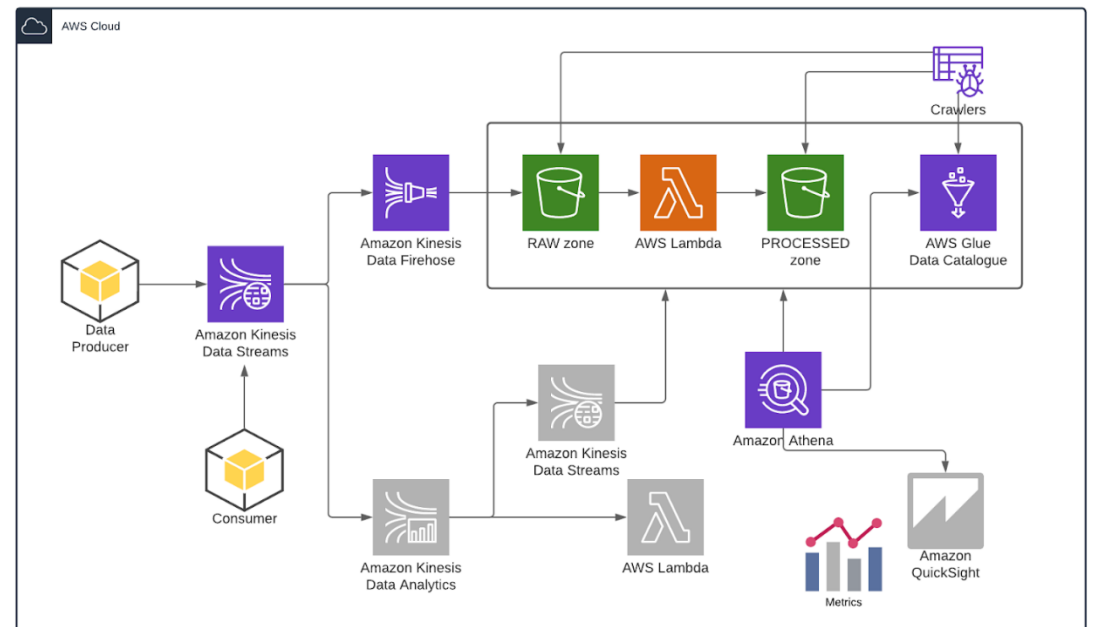 AWS Cloud
Crawlers
Amazon Kinesis
Data Firehose
RAW zone
AWS Lambda
PROCESSED
zone
AWS Glue
Data Catalogue
Data
Producer
Amazon Kinesis
Data Streams
Amazon Kinesis
Data Streams
Amazon Athena
Consumer
Amazon Kinesis
Data Analytics
AWS Lambda
Amazon
QuickSight
Metrics